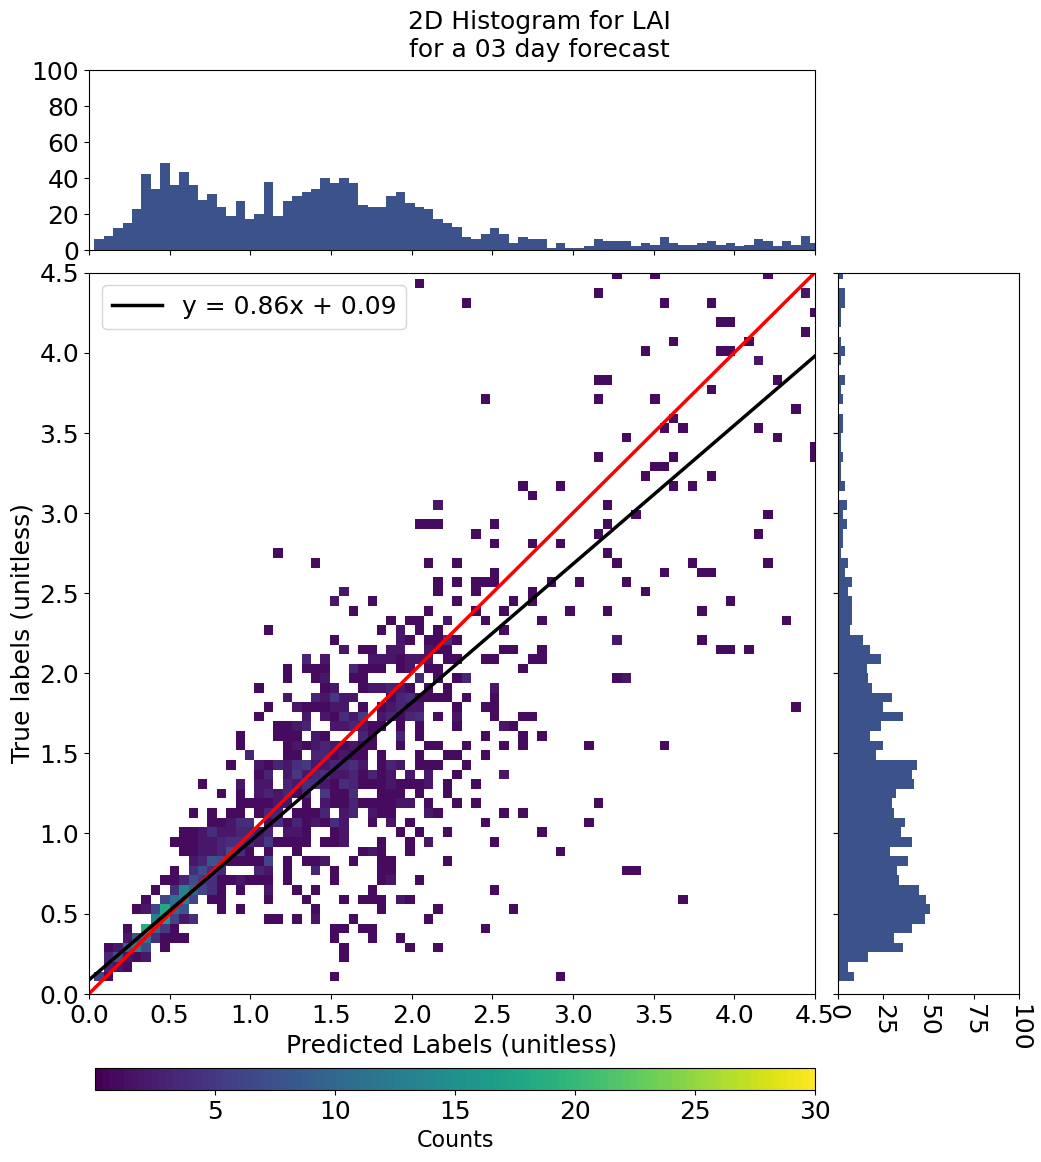 2D Histogram for LAI
for a 03 day forecast
100
80
60
40
20
0
4.5
4.0
3.5
3.0
2.5
2.0
1.5
1.0
0.5
0.0
True labels (unitless)
y = 0.86x + 0.09
0.0 0.5 1.0 1.5 2.0 2.5 3.0 3.5 4.0 4.5
Predicted Labels (unitless)
0 25 50 75 100
5 10 15 20 25 30
Counts